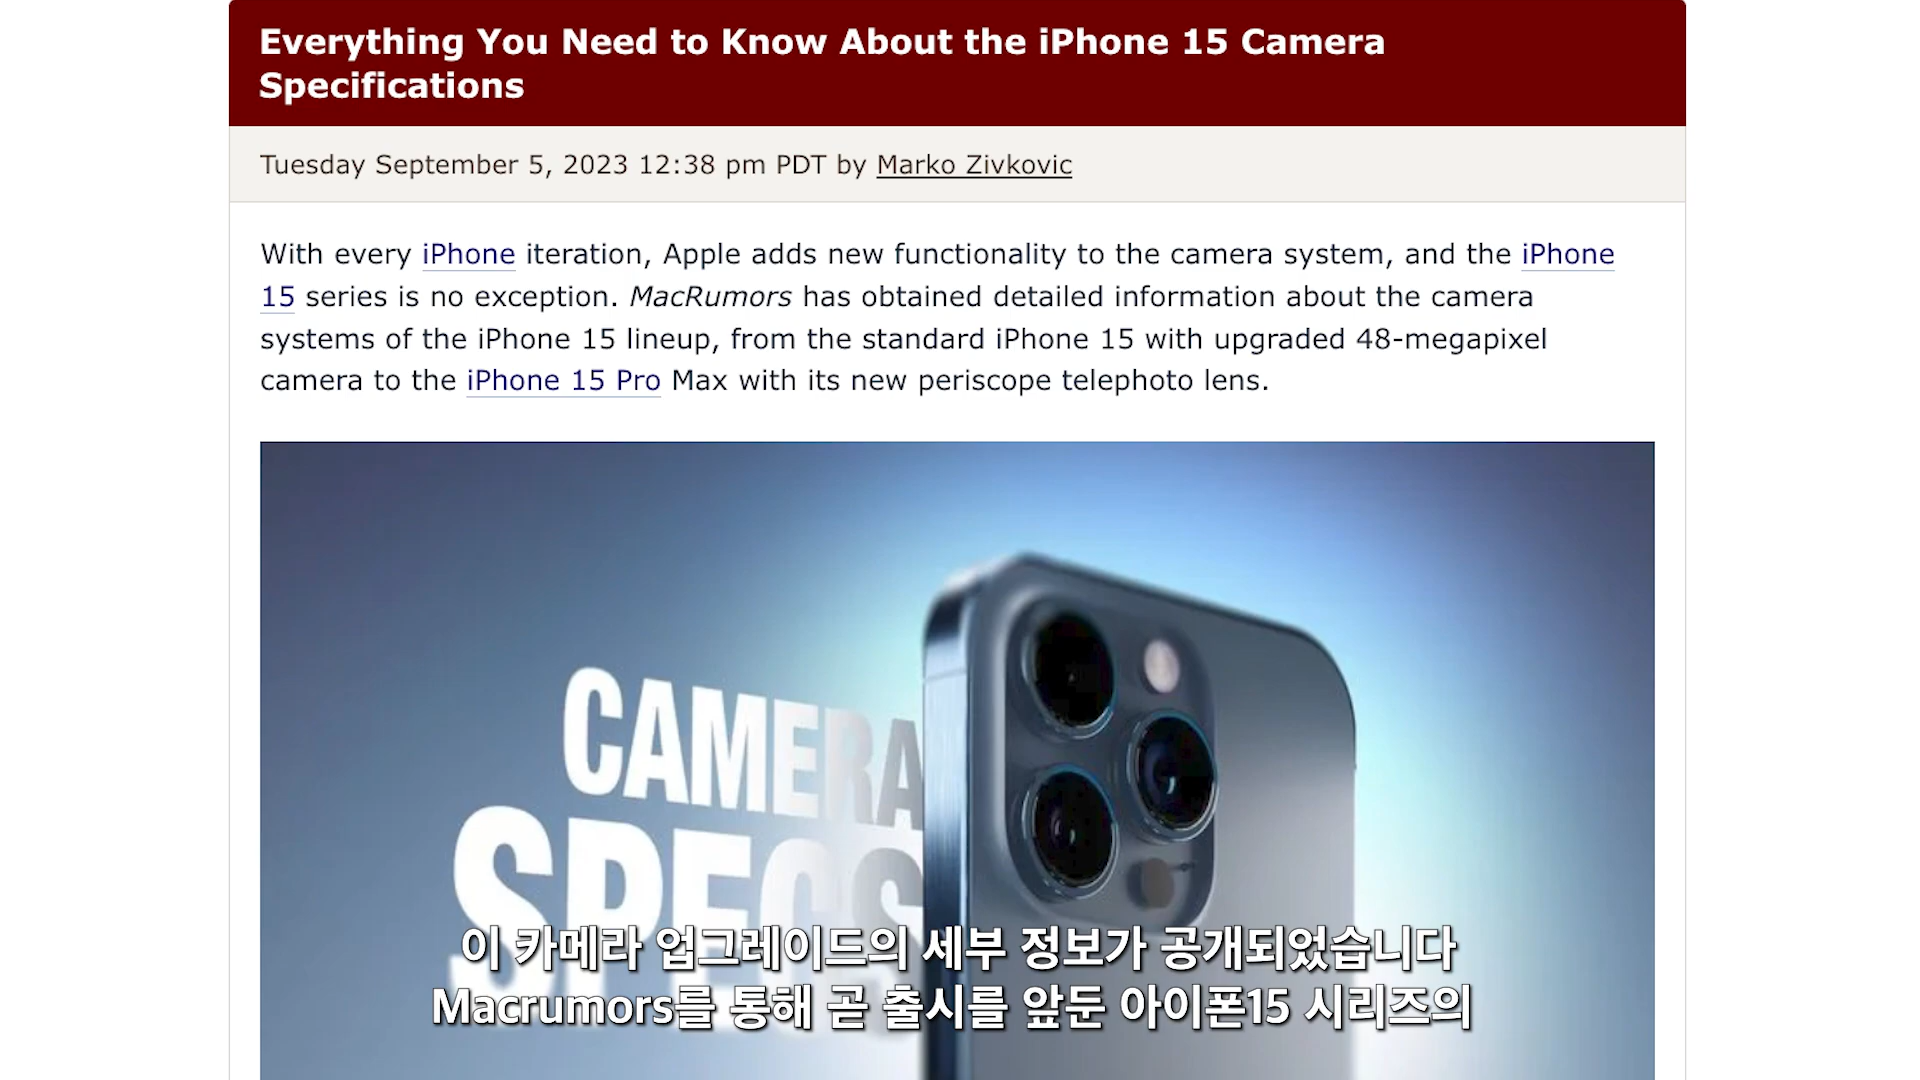 Everything You Need to Know About the iPhone 15 Camera
Specifications
Tuesday September 5, 2023 12:38 pm PDT by Marko Zivkovic
With every iPhone iteration, Apple adds new functionality to the camera system, and the iPhone
15 series is no exception. MacRumors has obtained detailed information about the camera
systems of the iPhone 15 lineup, from the standard iPhone 15 with upgraded 48-megapixel
camera to the iPhone 15 Pro Max with its new periscope telephoto lens.
CAMERA
SPECS
이 카메라 업그레이드의 세부 정보가 공개되었습니다
Macrumors를 통해 곧 출시를 앞둔 아이폰15 시리즈의